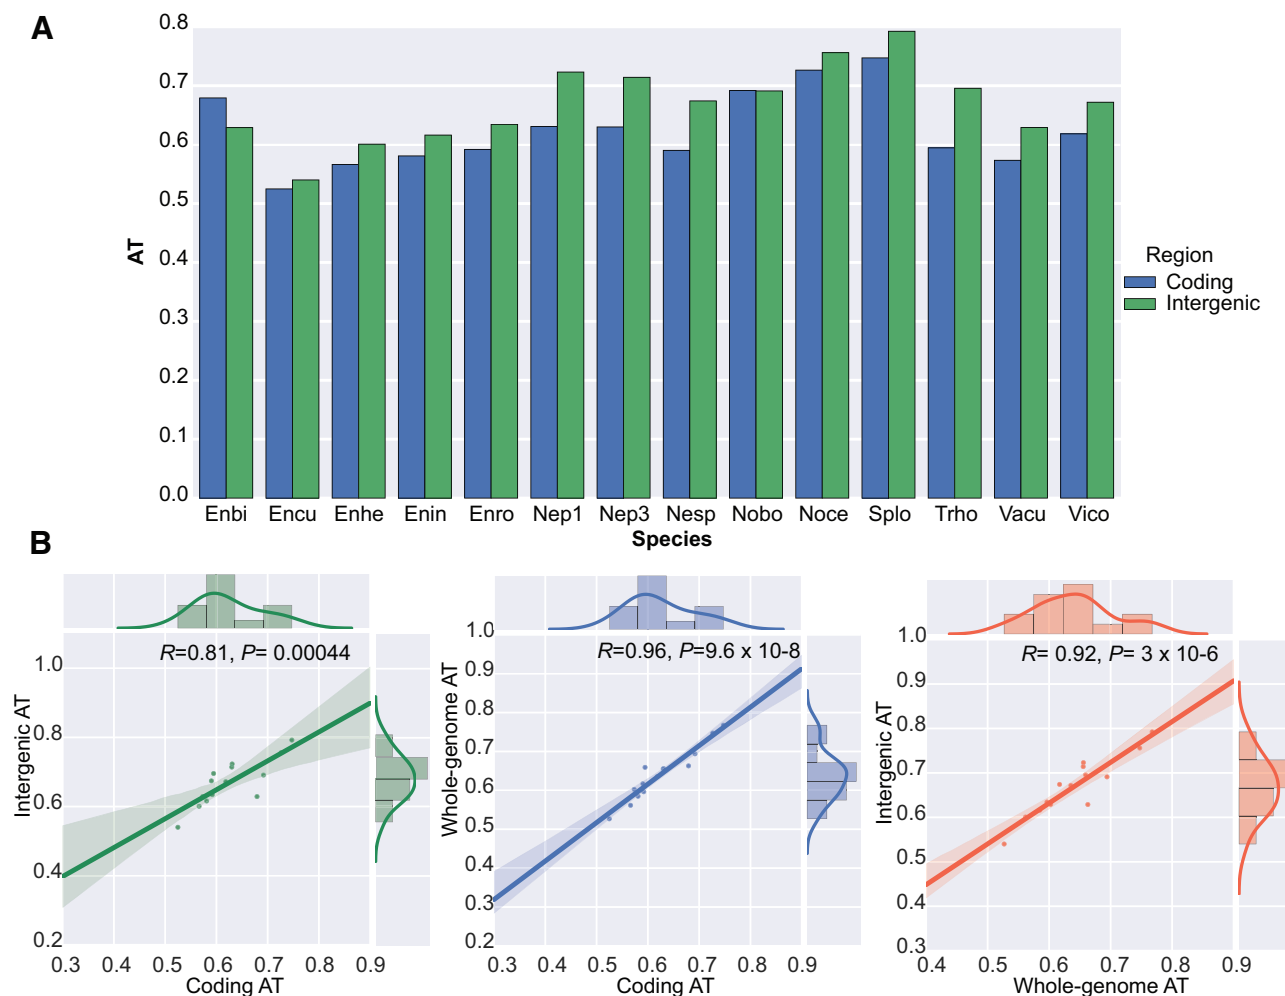 A
0.8
0.7
0.6
0.5
0.4
0.3
0.2
0.1
0.0
AT
Enbi Encu Enhe Enin Enro Nep1 Nep3 Nesp Nobo Noce Splo Trho Vacu Vico
Species
Region
Coding
Intergenic
B
R=0.81, P= 0.00044
1.0
0.8
0.6
0.4
0.2
Intergenic AT
0.3 0.4 0.5 0.6 0.7 0.8 0.9
Coding AT
R=0.96, P=9.6 x 10-8
1.0
0.9
0.8
0.7
0.6
0.5
0.4
0.3
0.2
Whole-genome AT
0.3 0.4 0.5 0.6 0.7 0.8 0.9
Coding AT
R= 0.92, P= 3 x 10-6
1.0
0.9
0.8
0.7
0.6
0.5
0.4
0.3
Intergenic AT
0.4 0.5 0.6 0.7 0.8 0.9
Whole-genome AT